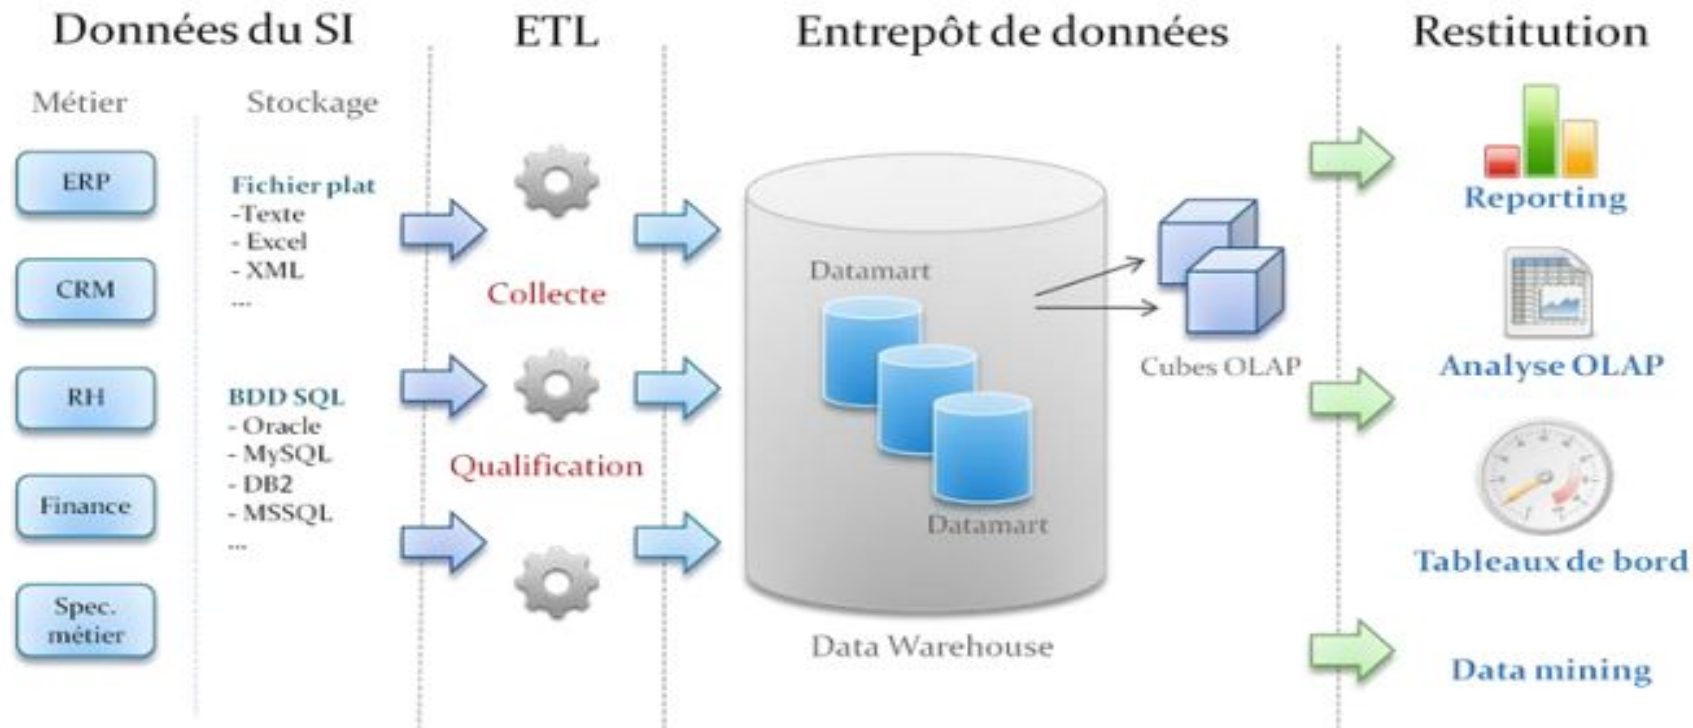 Données du SI
ETL
Entrepôt de données
Restitution
Métier
Stockage
ERP
CRM
RH
Finance
Spec.
métier
Fichier plat
-Texte
- Excel
- XML
...
BDD SQL
- Oracle
- MySQL
- DB2
- MSSQL
...
Collecte
Qualification
Datamart
Datamart
Data Warehouse
Cubes OLAP
Reporting
Analyse OLAP
Tableaux de bord
Data mining